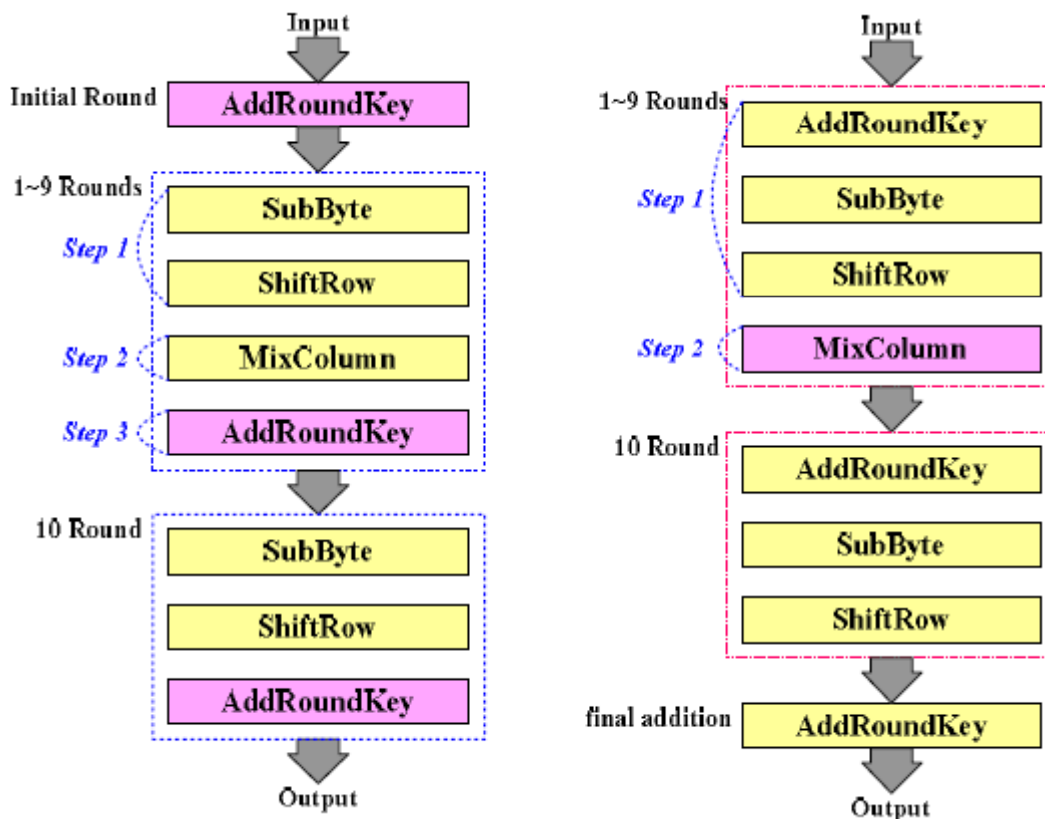 Input
Initial Round
AddRoundKey
1~9 Rounds
SubByte
Step 1
ShiftRow
Step 2
MixColumn
Step 3
AddRoundKey
10 Round
SubByte
ShiftRow
AddRoundKey
Output
Input
1~9 Rounds
AddRoundKey
Step 1
SubByte
ShiftRow
Step 2
MixColumn
10 Round
AddRoundKey
SubByte
ShiftRow
final addition
AddRoundKey
Output